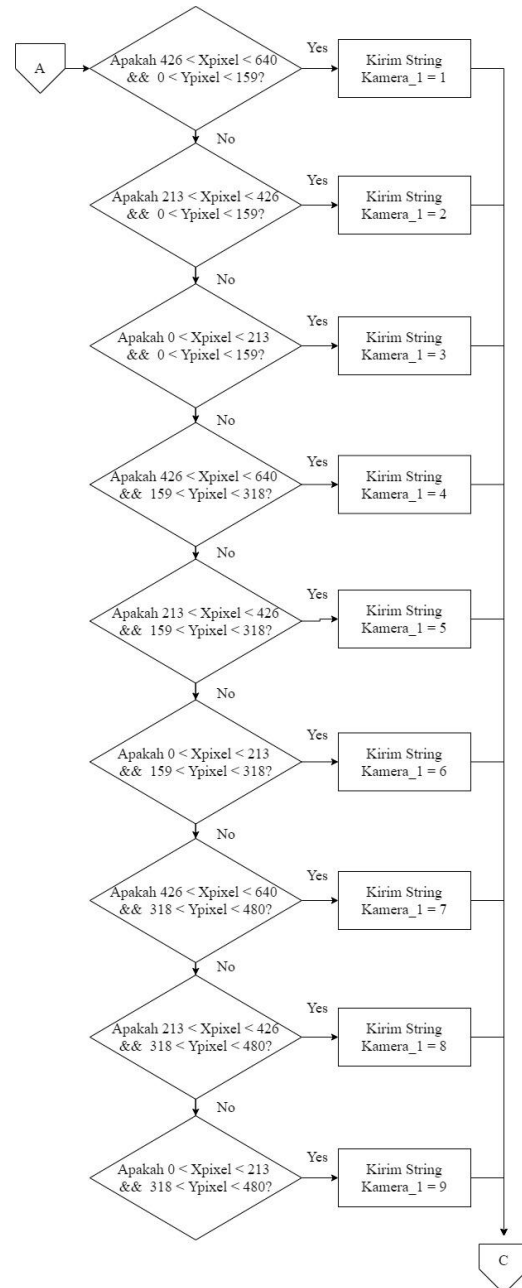 A
Apakah 426 < Xpixel < 640
&& 0 < Ypixel < 159?
Yes
Kirim String
Kamera_1 = 1
No
Apakah 213 < Xpixel < 426
&& 0 < Ypixel < 159?
Yes
Kirim String
Kamera_1 = 2
No
Apakah 0 < Xpixel < 213
&& 0 < Ypixel < 159?
Yes
Kirim String
Kamera_1 = 3
No
Apakah 426 < Xpixel < 640
&& 159 < Ypixel < 318?
Yes
Kirim String
Kamera_1 = 4
No
Apakah 213 < Xpixel < 426
&& 159 < Ypixel < 318?
Yes
Kirim String
Kamera_1 = 5
No
Apakah 0 < Xpixel < 213
&& 159 < Ypixel < 318?
Yes
Kirim String
Kamera_1 = 6
No
Apakah 426 < Xpixel < 640
&& 318 < Ypixel < 480?
Yes
Kirim String
Kamera_1 = 7
No
Apakah 213 < Xpixel < 426
&& 318 < Ypixel < 480?
Yes
Kirim String
Kamera_1 = 8
No
Apakah 0 < Xpixel < 213
&& 318 < Ypixel < 480?
Yes
Kirim String
Kamera_1 = 9
C